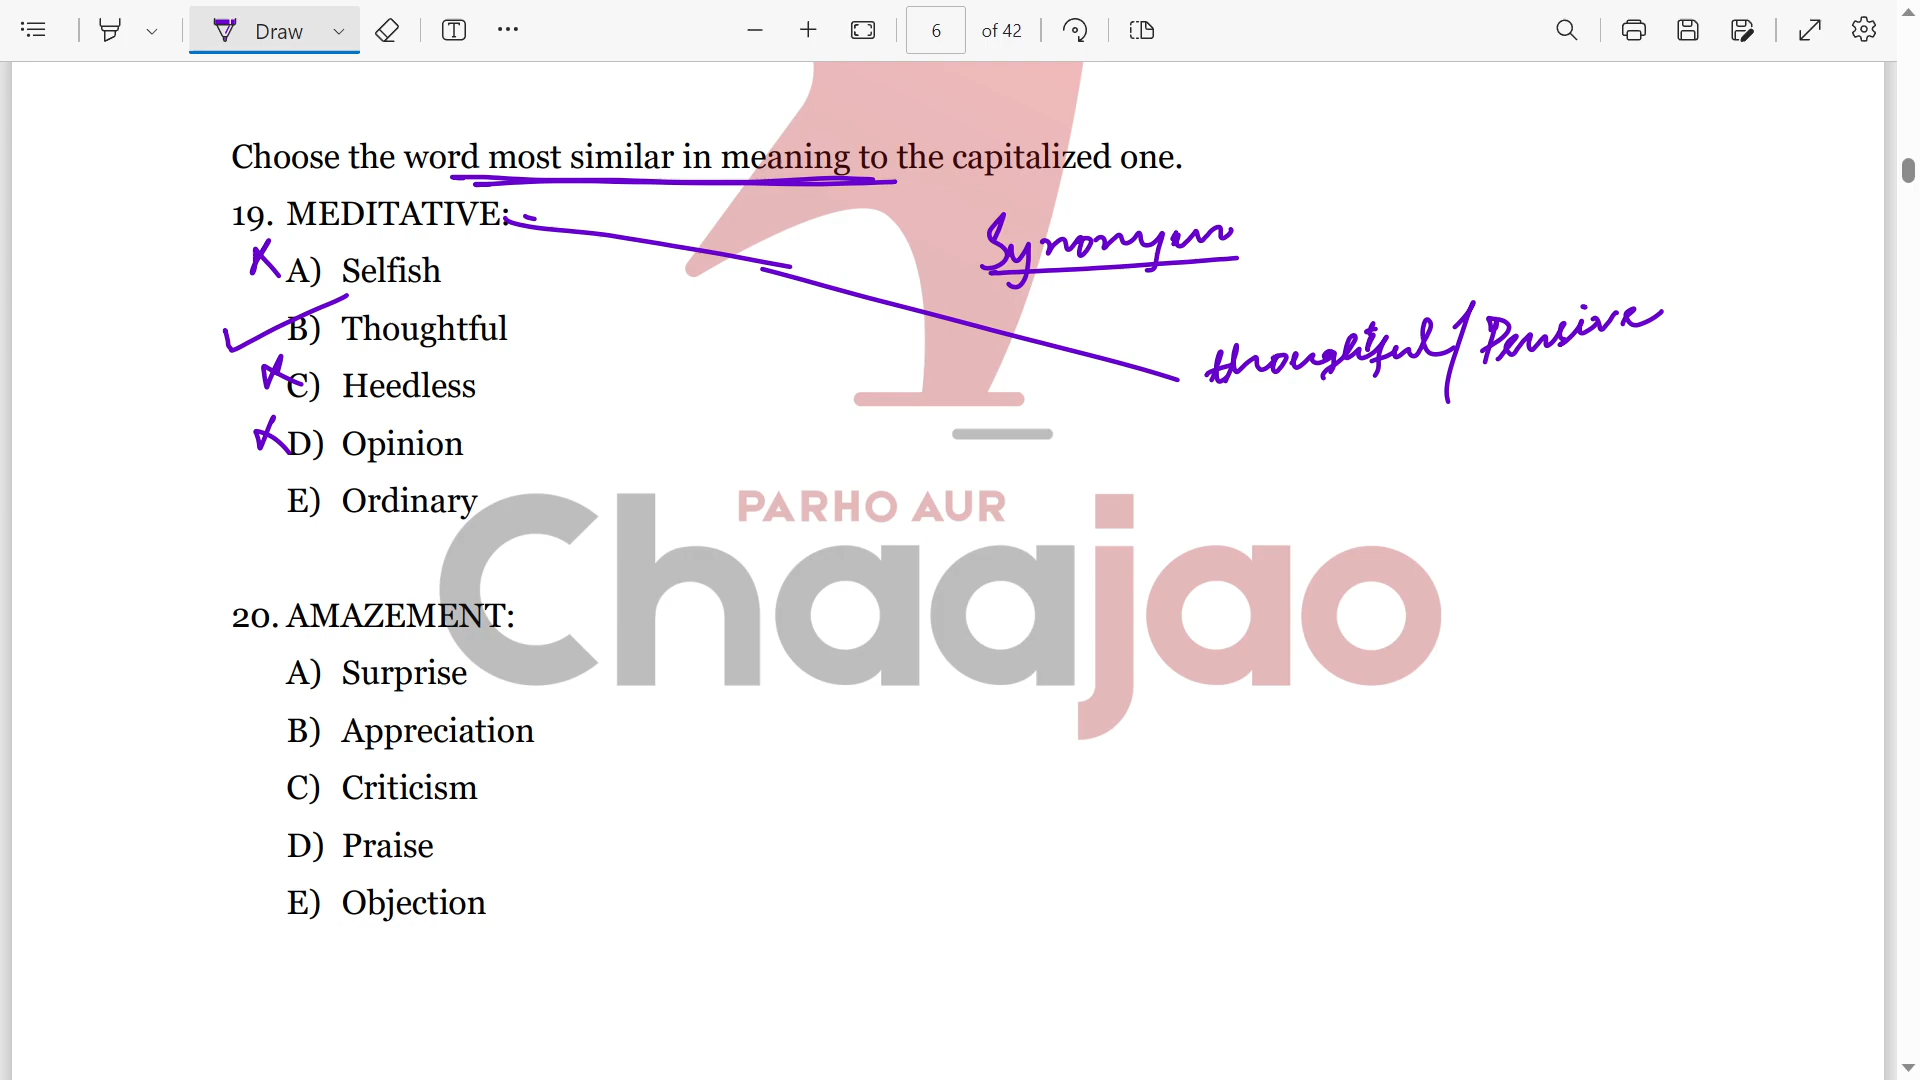 Draw
6 of 42
Choose the word most similar in meaning to the capitalized one.
19. MEDITATIVE:
Synonym
A) Selfish
B) Thoughtful
thoughtful/Pensive
C) Heedless
D) Opinion
E) Ordinary
PARHO AUR
Chaajao
20. AMAZEMENT:
A) Surprise
B) Appreciation
C) Criticism
D) Praise
E) Objection